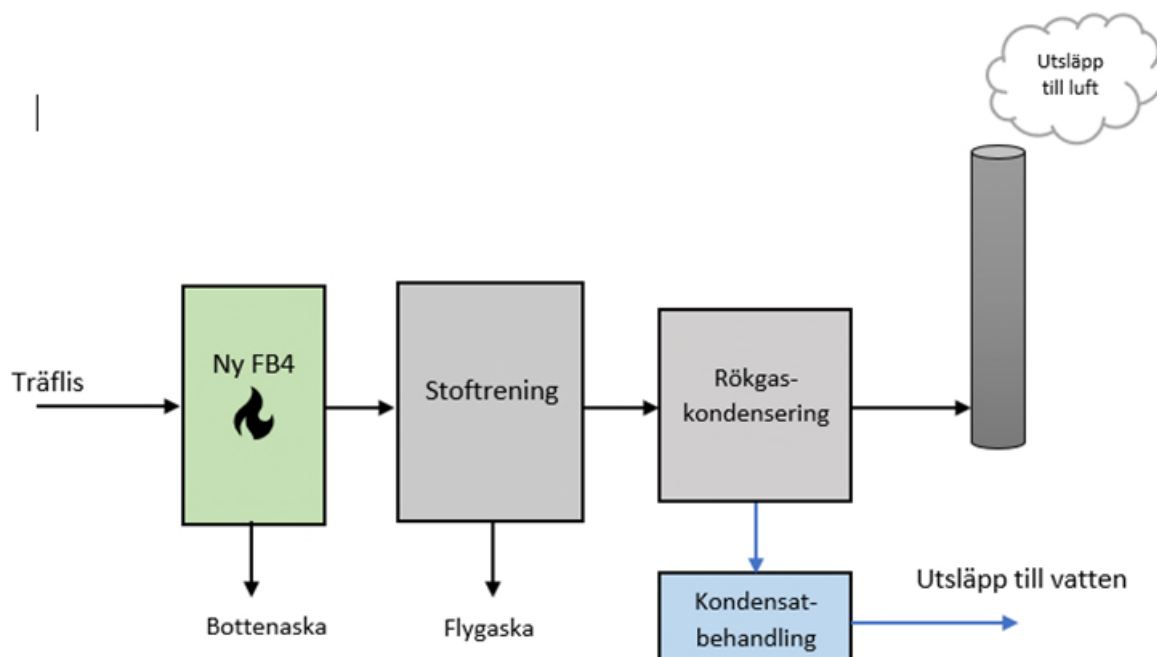 Utsläpp
till luft
Träflis
Ny FB4
Stoftrening
Rökgas-
kondensering
Bottenaska
Flygaska
Kondensat-
behandling
Utsläpp till vatten